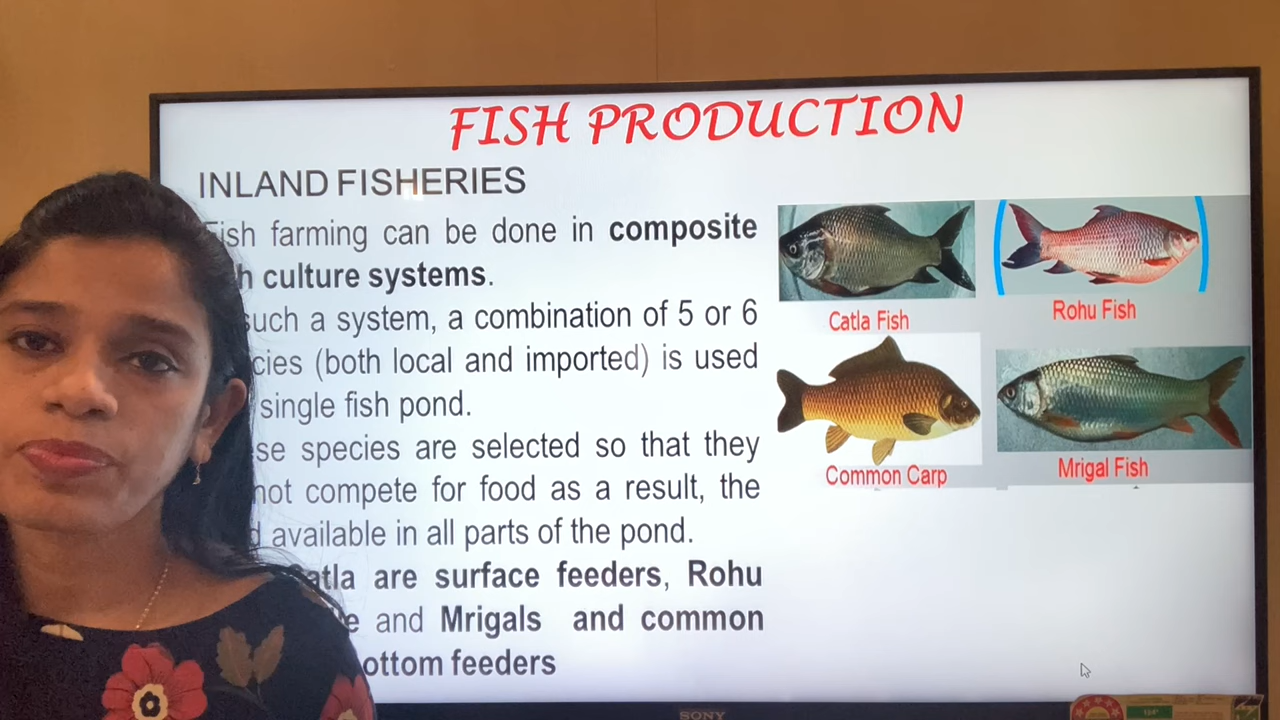 FISH PRODUCTION
INLAND FISHERIES
Fish farming can be done in composite
culture systems.
such a system, a combination of 5 or 6
(both local and imported) is used
single fish pond.
species are selected so that they
not compete for food as a result, the
available in all parts of the pond.
Catla are surface feeders, Rohu
and Mrigals and common
bottom feeders
Catla Fish
Rohu Fish
Common Carp
Mrigal Fish
SONY